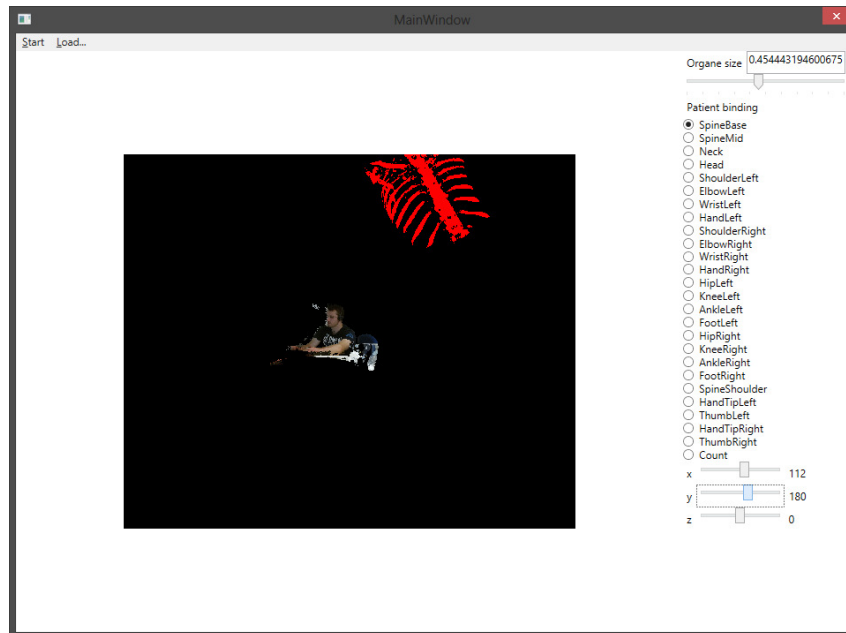 MainWindow
Start Load...
Organe size 0.454443194600675
Patient binding
SpineBase
SpineMid
Neck
Head
ShoulderLeft
ElbowLeft
WristLeft
HandLeft
ShoulderRight
ElbowRight
WristRight
HandRight
HipLeft
KneeLeft
AnkleLeft
FootLeft
HipRight
KneeRight
AnkleRight
FootRight
SpineShoulder
HandTipLeft
ThumbLeft
HandTipRight
ThumbRight
Count
x 112
y 180
z 0